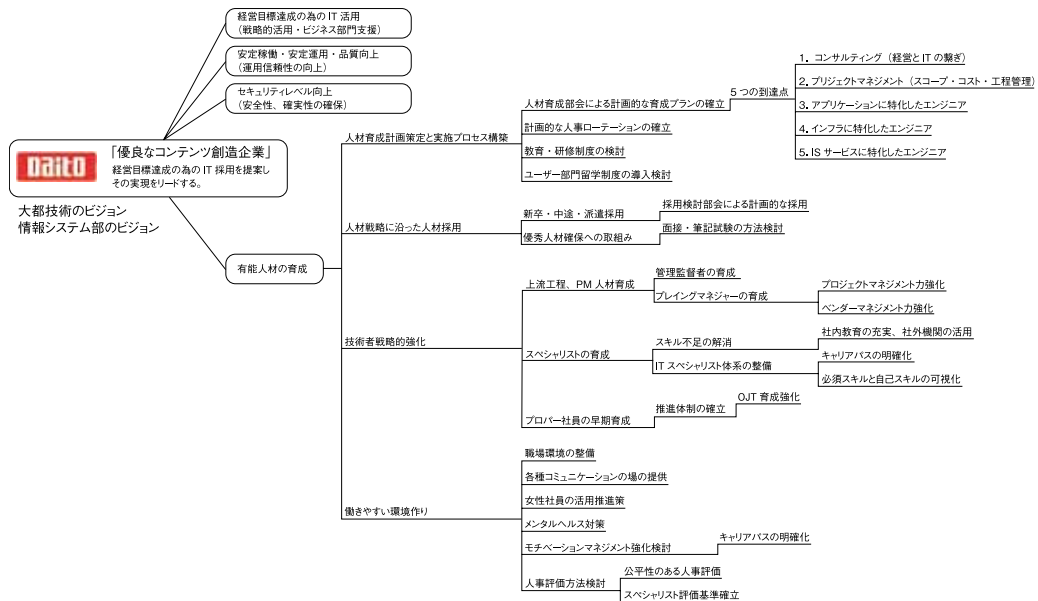 経営目標達成の為の IT 活用
（戦略的活用・ビジネス部門支援）
安定稼働・安定運用・品質向上
（運用信頼性の向上）
セキュリティレベル向上
（安全性、確実性の確保）
Daito
「優良なコンテンツ創造企業」
経営目標達成の為の IT 採用を提案し
その実現をリードする。
大都技術のビジョン
情報システム部のビジョン
有能人材の育成
人材育成計画策定と実施プロセス構築
人材育成部会による計画的な育成プランの確立
5 つの到達点
1. コンサルティング（経営と IT の繋ぎ）
2. プリジェクトマネジメント（スコープ・コスト・工程管理）
3. アプリケーションに特化したエンジニア
4. インフラに特化したエンジニア
5. IS サービスに特化したエンジニア
計画的な人事ローテーションの確立
教育・研修制度の検討
ユーザー部門留学制度の導入検討
人材戦略に沿った人材採用
新卒・中途・派遣採用
採用検討部会による計画的な採用
優秀人材確保への取組み
面接・筆記試験の方法検討
技術者戦略的強化
上流工程、PM 人材育成
管理監督者の育成
プレイングマネジャーの育成
プロジェクトマネジメント力強化
ベンダーマネジメント力強化
スペシャリストの育成
スキル不足の解消
社内教育の充実、社外機関の活用
IT スペシャリスト体系の整備
キャリアパスの明確化
必須スキルと自己スキルの可視化
プロパー社員の早期育成
推進体制の確立
OJT 育成強化
働きやすい環境作り
職場環境の整備
各種コミュニケーションの場の提供
女性社員の活用推進策
メンタルヘルス対策
モチベーションマネジメント強化検討
キャリアパスの明確化
人事評価方法検討
公平性のある人事評価
スペシャリスト評価基準確立